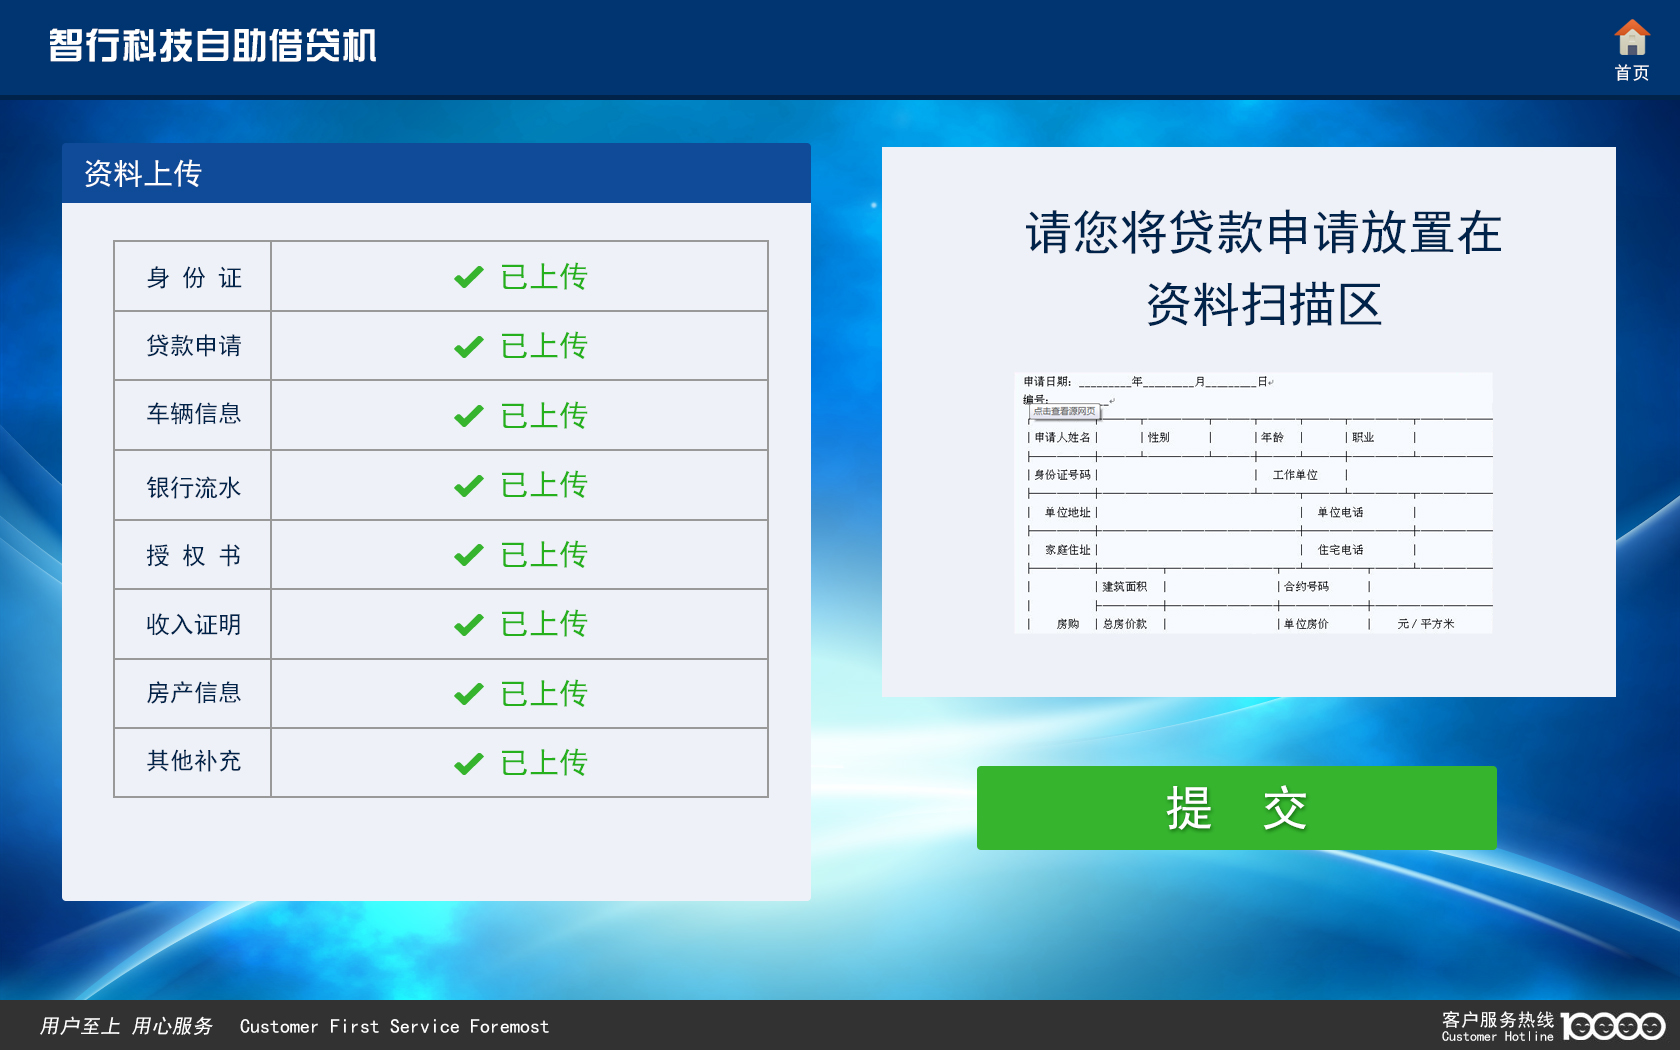 智行科技自助借贷机
首页
资料上传
身 份 证 已上传
贷款申请 已上传
车辆信息 已上传
银行流水 已上传
授 权 书 已上传
收入证明 已上传
房产信息 已上传
其他补充 已上传
请您将贷款申请放置在
资料扫描区
申请日期：_________年_________月_________日
编号：
点击查看源网页
申请人姓名 性别 年龄 职业
身份证号码 工作单位
单位地址 单位电话
家庭住址 住宅电话
建筑面积 合约号码
房购 总房价款 单位房价 元/平方米
提 交
用户至上 用心服务 Customer First Service Foremost
客户服务热线 10000
Customer Hotline